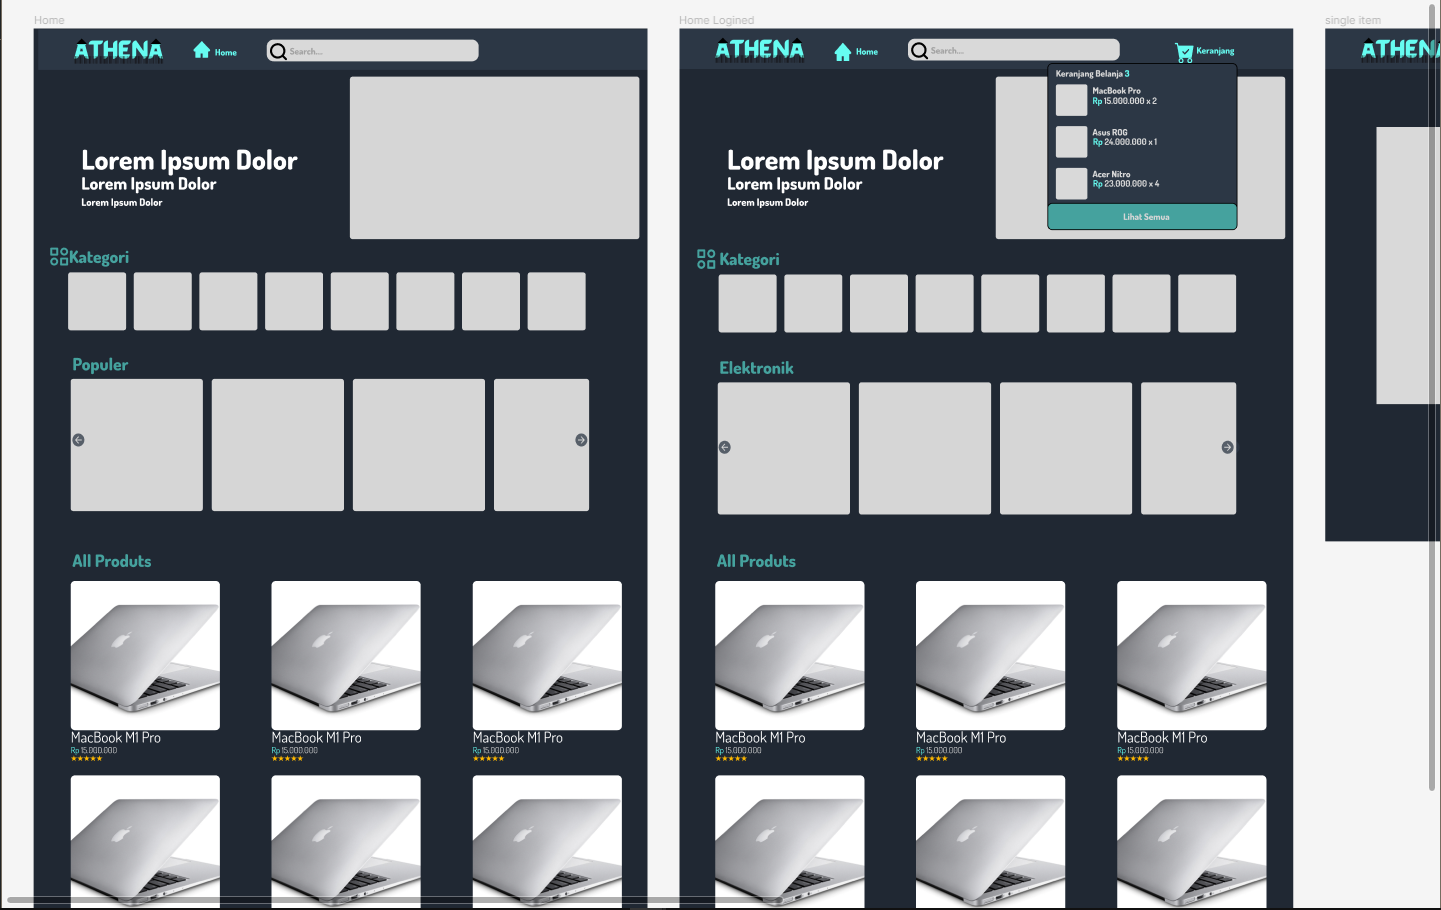 Home
ATHENA
Home
Search...
Lorem Ipsum Dolor
Lorem Ipsum Dolor
Lorem Ipsum Dolor
Kategori
Populer
All Produts
MacBook M1 Pro
Rp 15.000.000
MacBook M1 Pro
Rp 15.000.000
MacBook M1 Pro
Rp 15.000.000
Home Logined
ATHENA
Home
Search...
Keranjang
Keranjang Belanja 3
MacBook Pro
Rp 15.000.000 x 2
Asus ROG
Rp 24.000.000 x 1
Acer Nitro
Rp 23.000.000 x 4
Lihat Semua
Lorem Ipsum Dolor
Lorem Ipsum Dolor
Lorem Ipsum Dolor
Kategori
Elektronik
All Produts
MacBook M1 Pro
Rp 15.000.000
MacBook M1 Pro
Rp 15.000.000
MacBook M1 Pro
Rp 15.000.000
single item
ATHEN